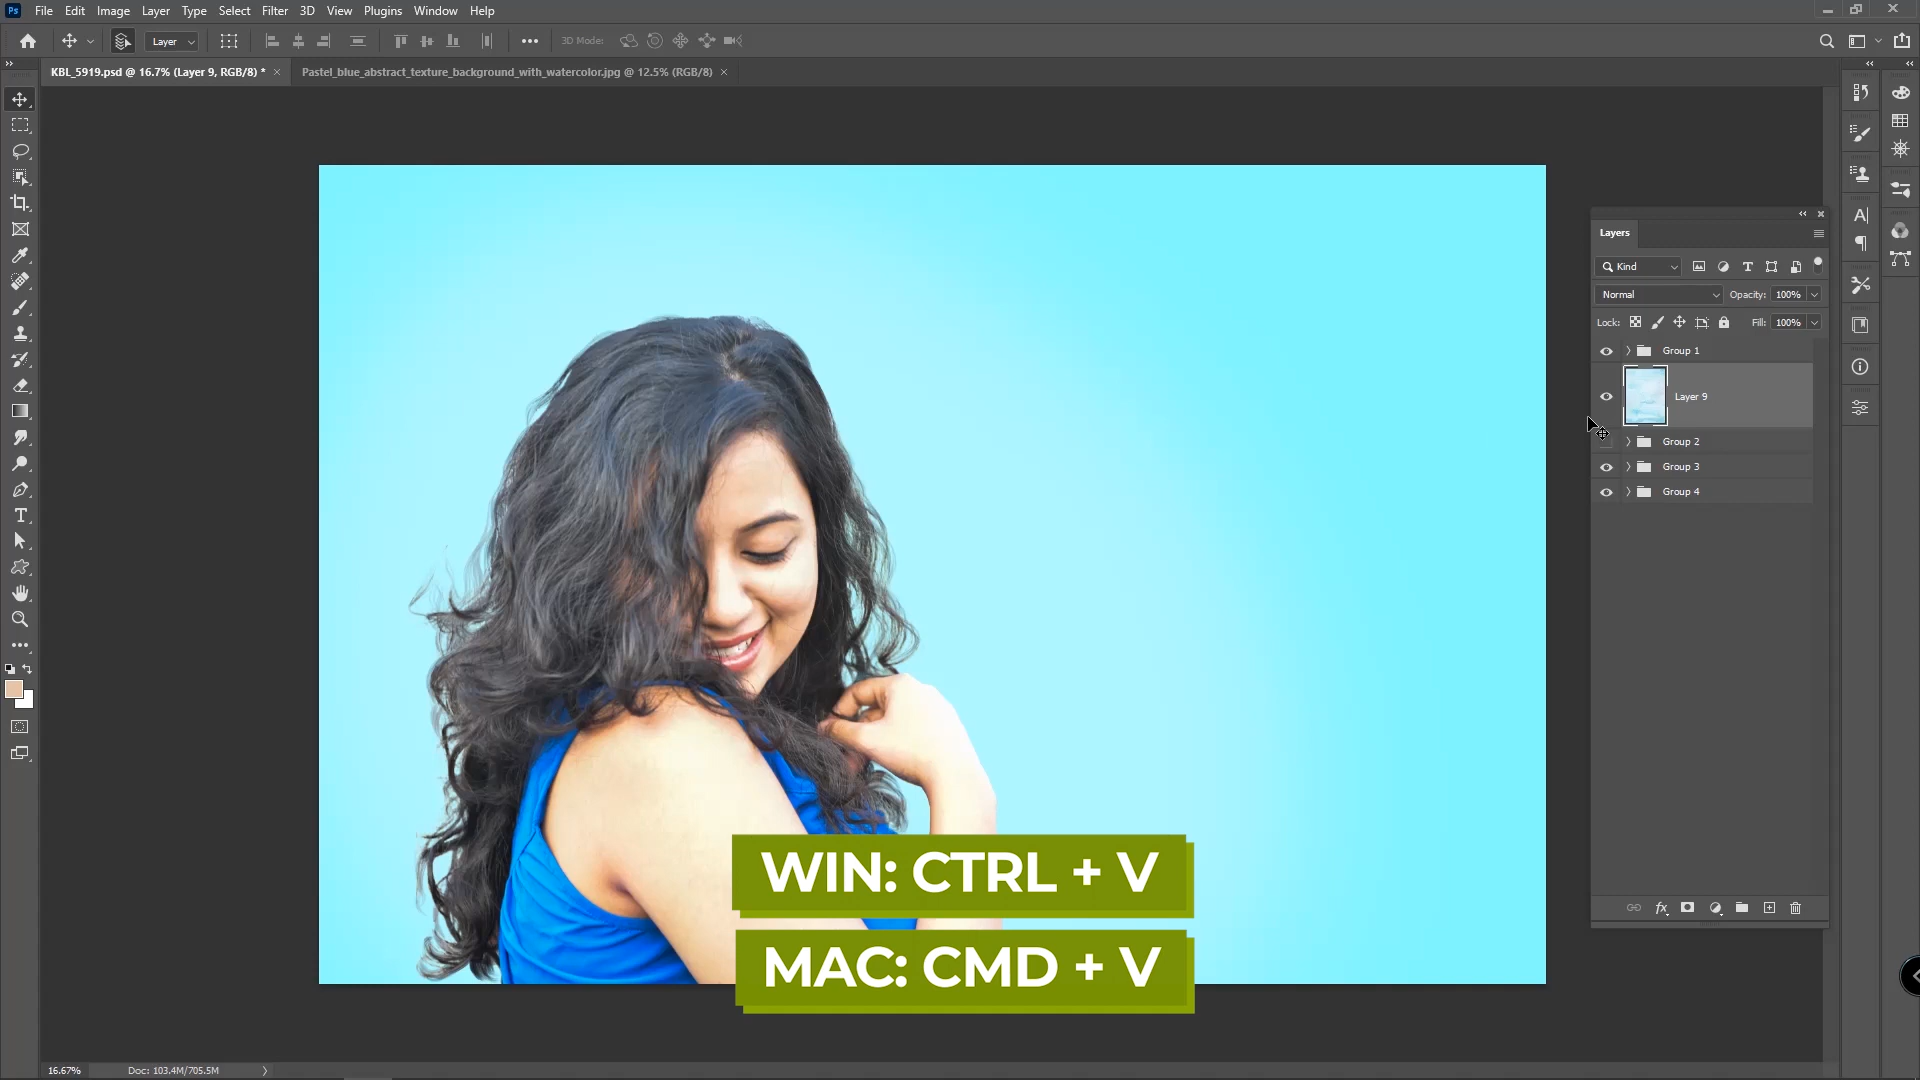 Ps File Edit Image Layer Type Select Filter 3D View Plugins Window Help
Layer 3D Mode:
KBL_5919.psd @ 16.7% (Layer 9, RGB/8) * × Pastel_blue_abstract_texture_background_with_watercolor.jpg @ 12.5% (RGB/8) ×
Layers
Kind
Normal Opacity: 100%
Lock: Fill: 100%
Group 1
Layer 9
Group 2
Group 3
Group 4
WIN: CTRL + V
MAC: CMD + V
fx
16.67% Doc: 103.4M/705.5M